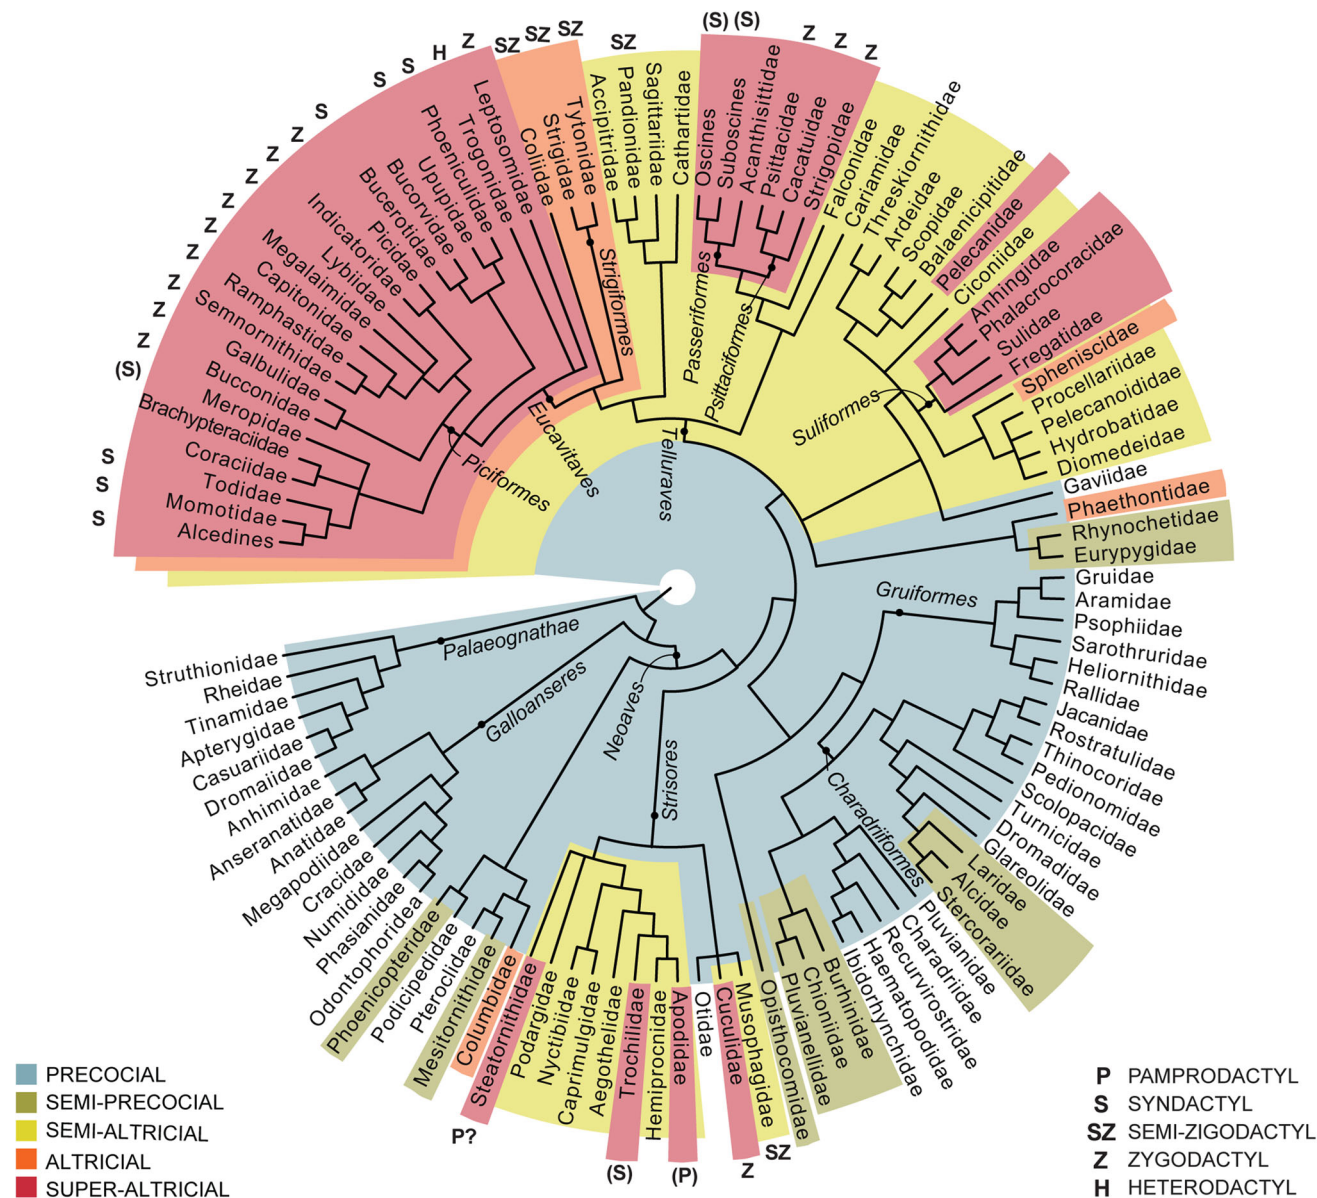 (S) (S)
Z Z Z
SZ
SZ SZ SZ
Z
H
S
S
S
Z
Z
Z
Z
Z
Z
Z
Z
Z
(S)
S
S
S
Alcedines
Momotidae
Todidae
Coraciidae
Brachypteraciidae
Meropidae
Bucconidae
Galbulidae
Semnornithidae
Ramphastidae
Capitonidae
Megalaimidae
Lybiidae
Indicatoridae
Picidae
Bucerotidae
Bucorvidae
Upupidae
Phoeniculidae
Trogonidae
Leptosomidae
Coliidae
Strigidae
Tytonidae
Accipitridae
Pandionidae
Sagittariidae
Cathartidae
Oscines
Suboscines
Acanthisittidae
Psittacidae
Cacatuidae
Strigopidae
Falconidae
Cariamidae
Threskiornithidae
Ardeidae
Scopidae
Balaenicipitidae
Pelecanidae
Ciconiidae
Anhingidae
Phalacrocoracidae
Sulidae
Fregatidae
Spheniscidae
Procellariidae
Pelecanoididae
Hydrobatidae
Diomedeidae
Gaviidae
Phaethontidae
Rhynochetidae
Eurypygidae
Gruidae
Aramidae
Psophiidae
Sarothruridae
Heliornithidae
Rallidae
Jacanidae
Rostratulidae
Thinocoridae
Pedionomidae
Scolopacidae
Turnicidae
Dromadidae
Glareolidae
Laridae
Alcidae
Stercorariidae
Pluvianidae
Charadriidae
Recurvirostridae
Haematopodidae
Ibidorhynchidae
Burhinidae
Chioniidae
Pluvianellidae
Opisthocomidae
Musophagidae
Cuculidae
Otidae
Apodidae
Hemiprocnidae
Trochilidae
Aegothelidae
Caprimulgidae
Nyctibiidae
Podargidae
Steatornithidae
Columbidae
Mesitornithidae
Pteroclidae
Podicipedidae
Phoenicopteridae
Odontophoridea
Phasianidae
Numididae
Cracidae
Megapodiidae
Anatidae
Anseranatidae
Anhimidae
Dromaiidae
Casuariidae
Apterygidae
Tinamidae
Rheidae
Struthionidae
Strigiformes
Passeriformes
Psittaciformes
Suliformes
Eucavitaves
Telluraves
Piciformes
Gruiformes
Palaeognathae
Galloanseres
Neoaves
Strisores
Charadriiformes
P?
(S)
(P)
Z
SZ
PRECOCIAL
SEMI-PRECOCIAL
SEMI-ALTRICIAL
ALTRICIAL
SUPER-ALTRICIAL
P PAMPRODACTYL
S SYNDACTYL
SZ SEMI-ZIGODACTYL
Z ZYGODACTYL
H HETERODACTYL